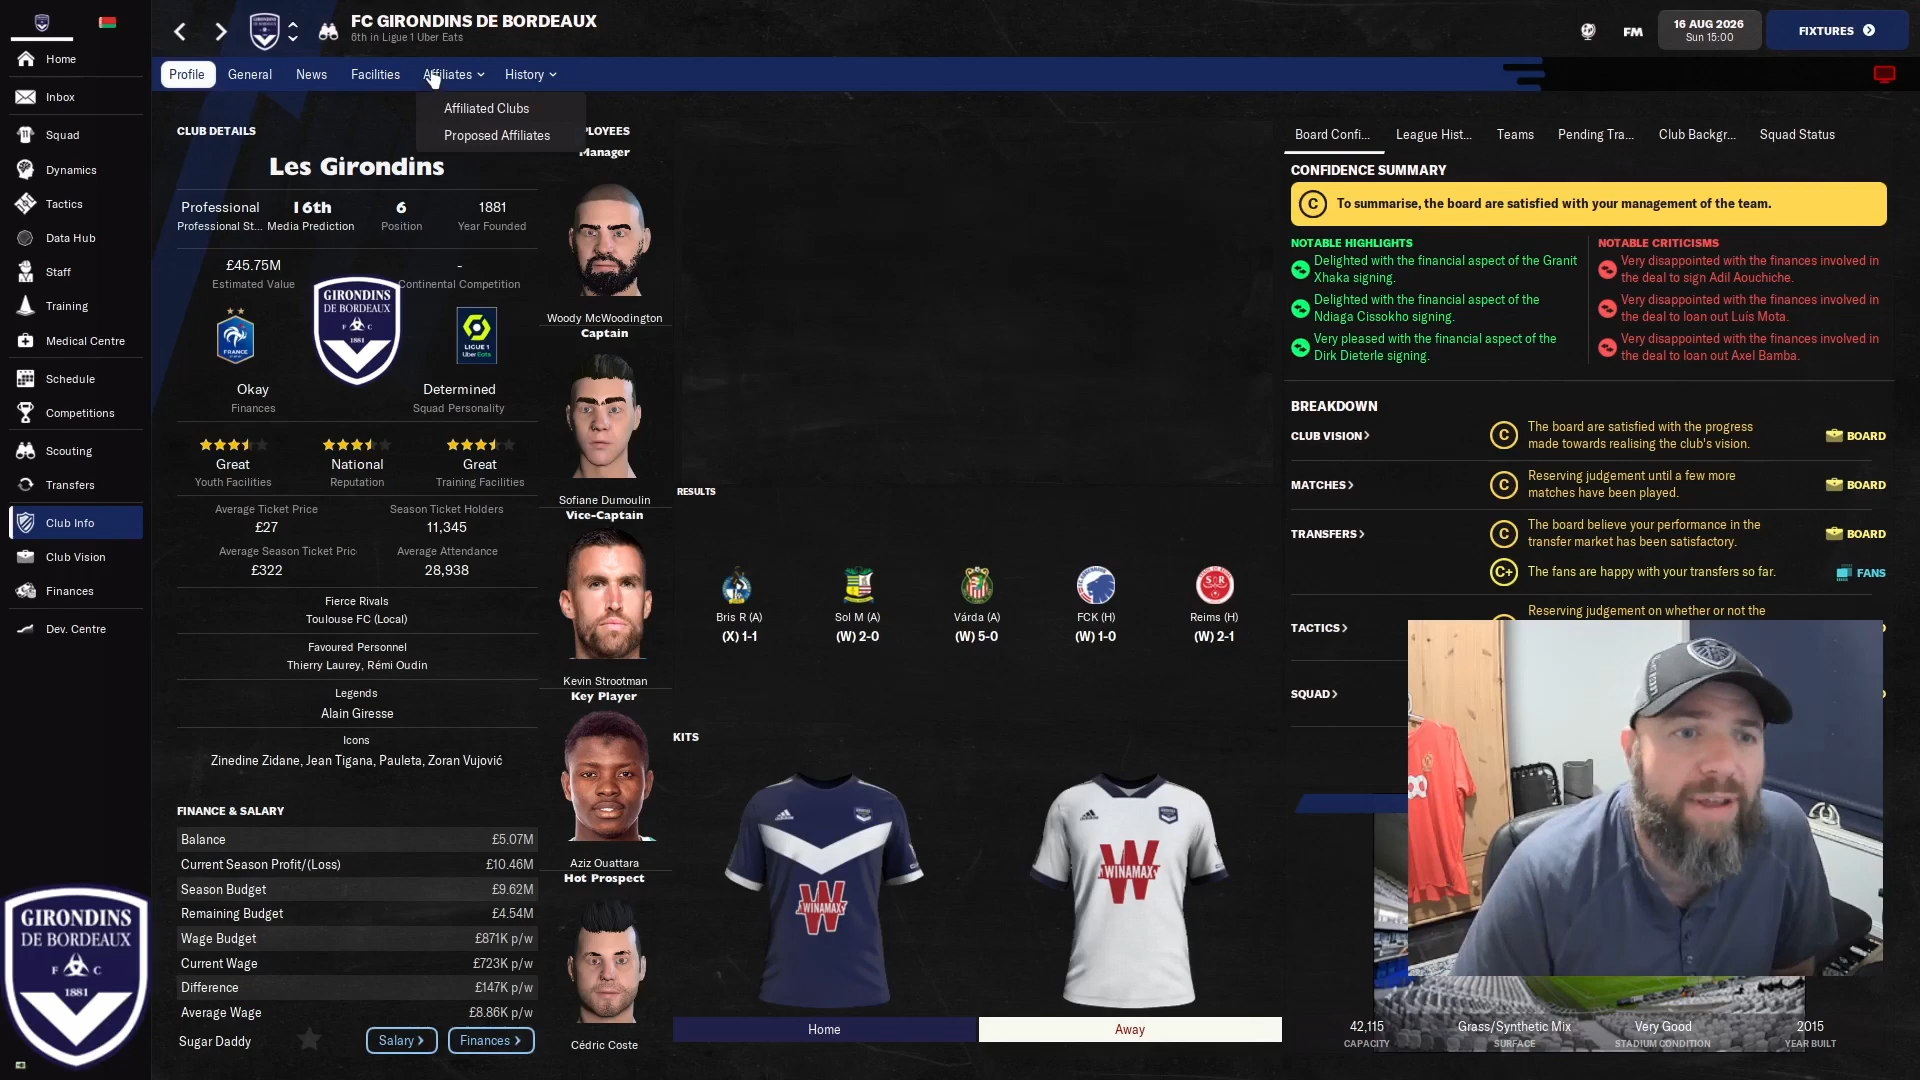 FC GIRONDINS DE BORDEAUX
6th in Ligue 1 Uber Eats
FM
16 AUG 2026
Sun 15:00
FIXTURES
Profile
General
News
Facilities
Affiliates
History
Affiliated Clubs
Proposed Affiliates
Home
Inbox
Squad
Dynamics
Tactics
Data Hub
Staff
Training
Medical Centre
Schedule
Competitions
Scouting
Transfers
Club Info
Club Vision
Finances
Dev. Centre
GIRONDINS
DE BORDEAUX
F C
1881
CLUB DETAILS
Les Girondins
Professional
16th
6
1881
Professional St...
Media Prediction
Position
Year Founded
£45.75M
-
Estimated Value
Continental Competition
GIRONDINS
DE BORDEAUX
F C
1881
FRANCE
LIGUE 1
Uber Eats
Okay
Determined
Finances
Squad Personality
Great
National
Great
Youth Facilities
Reputation
Training Facilities
Average Ticket Price
Season Ticket Holders
£27
11,345
Average Season Ticket Pric
Average Attendance
£322
28,938
Fierce Rivals
Toulouse FC (Local)
Favoured Personnel
Thierry Laurey, Rémi Oudin
Legends
Alain Giresse
Icons
Zinedine Zidane, Jean Tigana, Pauleta, Zoran Vujović
FINANCE & SALARY
Balance £5.07M
Current Season Profit/(Loss) £10.46M
Season Budget £9.62M
Remaining Budget £4.54M
Wage Budget £871K p/w
Current Wage £723K p/w
Difference £147K p/w
Average Wage £8.86K p/w
Sugar Daddy
Salary
Finances
PLOYEES
Manager
Woody McWoodington
Captain
Sofiane Dumoulin
Vice-Captain
Kevin Strootman
Key Player
Aziz Ouattara
Hot Prospect
Cédric Coste
RESULTS
Bris R (A)
Sol M (A)
Várda (A)
FCK (H)
Reims (H)
(X) 1-1
(W) 2-0
(W) 5-0
(W) 1-0
(W) 2-1
KITS
WINAMAX
WINAMAX
Home
Away
Board Confi...
League Hist...
Teams
Pending Tra...
Club Backgr...
Squad Status
CONFIDENCE SUMMARY
C To summarise, the board are satisfied with your management of the team.
NOTABLE HIGHLIGHTS
Delighted with the financial aspect of the Granit
Xhaka signing.
Delighted with the financial aspect of the
Ndiaga Cissokho signing.
Very pleased with the financial aspect of the
Dirk Dieterle signing.
NOTABLE CRITICISMS
Very disappointed with the finances involved in
the deal to sign Adil Aouchiche.
Very disappointed with the finances involved in
the deal to loan out Luís Mota.
Very disappointed with the finances involved in
the deal to loan out Axel Bamba.
BREAKDOWN
CLUB VISION
C
The board are satisfied with the progress
made towards realising the club's vision.
BOARD
MATCHES
C
Reserving judgement until a few more
matches have been played.
BOARD
TRANSFERS
C
The board believe your performance in the
transfer market has been satisfactory.
BOARD
C+
The fans are happy with your transfers so far.
FANS
TACTICS
Reserving judgement on whether or not the
SQUAD
42,115
Grass/Synthetic Mix
Very Good
2015
CAPACITY
SURFACE
STADIUM CONDITION
YEAR BUILT